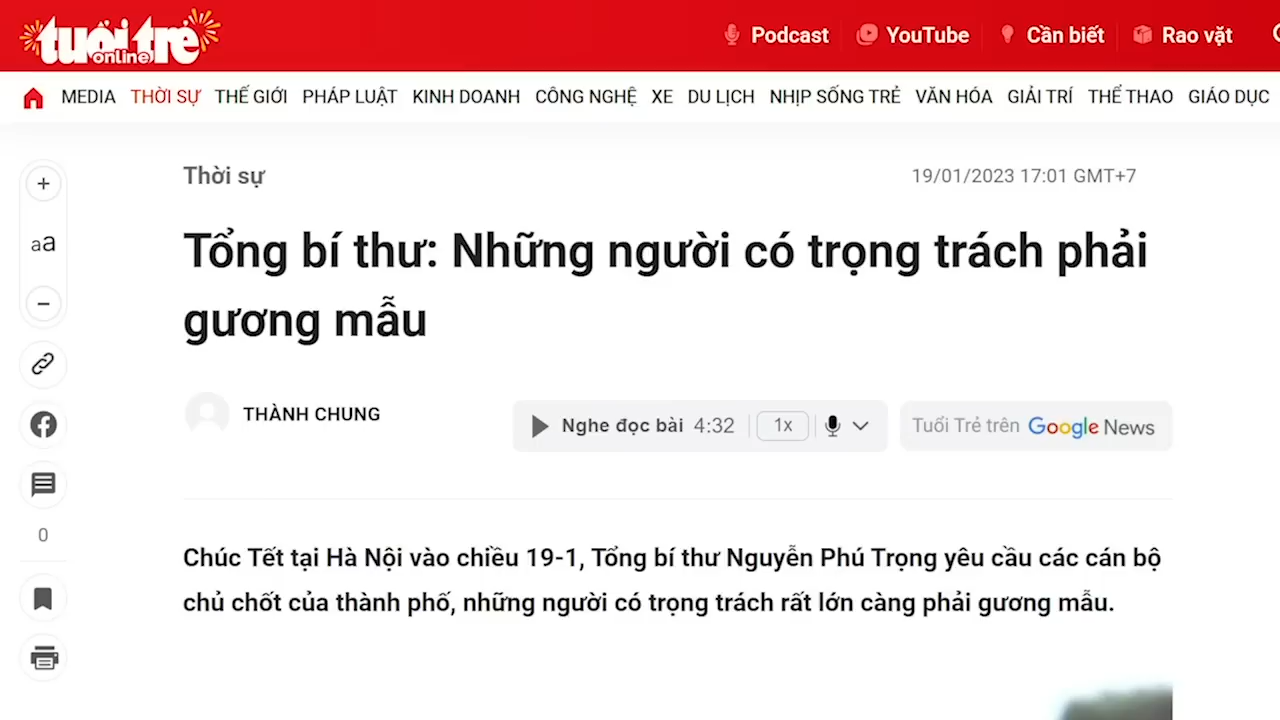 tuổi trẻ
online
Podcast
YouTube
Cần biết
Rao vặt
MEDIA THỜI SỰ THẾ GIỚI PHÁP LUẬT KINH DOANH CÔNG NGHỆ XE DU LỊCH NHỊP SỐNG TRẺ VĂN HÓA GIẢI TRÍ THỂ THAO GIÁO DỤC
Thời sự
19/01/2023 17:01 GMT+7
+
aa
−
0
Tổng bí thư: Những người có trọng trách phải
gương mẫu
THÀNH CHUNG
Nghe đọc bài 4:32 1x
Tuổi Trẻ trên Google News
Chúc Tết tại Hà Nội vào chiều 19-1, Tổng bí thư Nguyễn Phú Trọng yêu cầu các cán bộ
chủ chốt của thành phố, những người có trọng trách rất lớn càng phải gương mẫu.